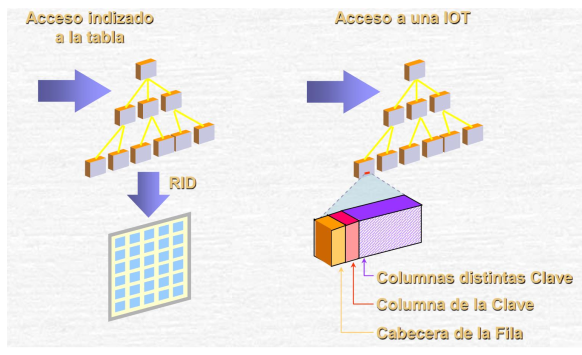 Acceso indizado
a la tabla
Acceso a una IOT
RID
Columnas distintas Clave
Columna de la Clave
Cabecera de la Fila